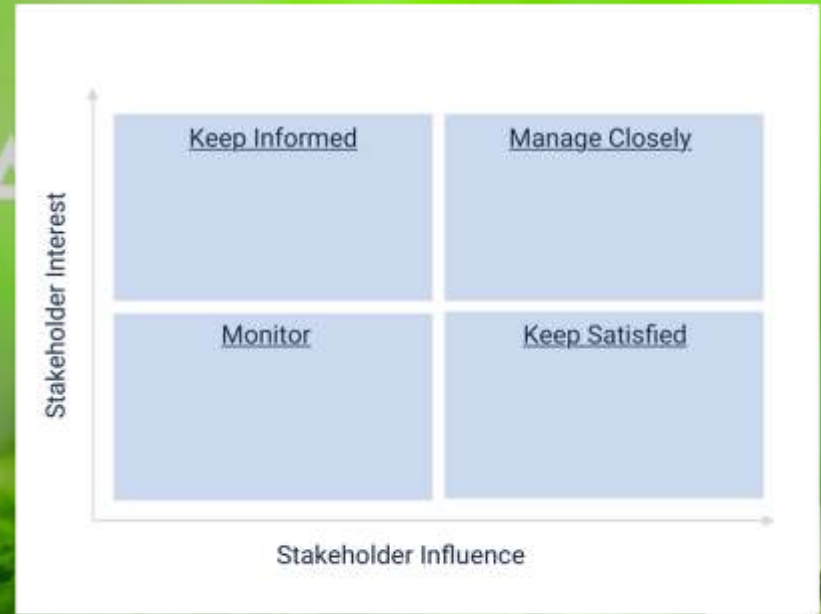 Keep Informed
Manage Closely
Stakeholder Interest
Monitor
Keep Satisfied
Stakeholder Influence